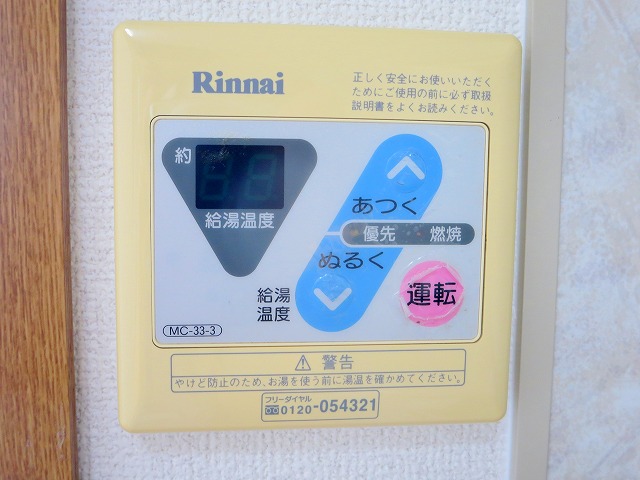 Rinnai
正しく安全にお使いいただく
ためにご使用の前に必ず取扱
説明書をよくお読みください。
約
給湯温度
あつく
優先 燃焼
ぬるく
給湯
温度
運転
MC-33-3
⚠ 警告
やけど防止のため、お湯を使う前に湯温を確かめてください。
フリーダイヤル
0120-054321